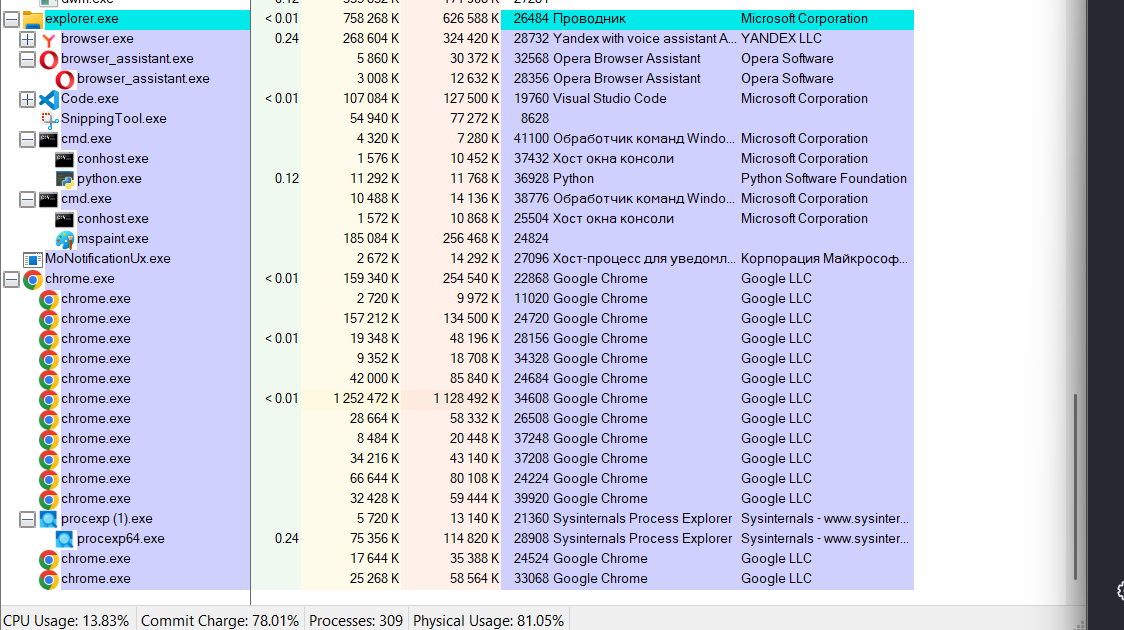 explorer.exe < 0.01 758 268 K 626 588 K 26484 Проводник Microsoft Corporation
browser.exe 0.24 268 604 K 324 420 K 28732 Yandex with voice assistant A... YANDEX LLC
browser_assistant.exe 5 860 K 30 372 K 32568 Opera Browser Assistant Opera Software
browser_assistant.exe 3 008 K 12 632 K 28356 Opera Browser Assistant Opera Software
Code.exe < 0.01 107 084 K 127 500 K 19760 Visual Studio Code Microsoft Corporation
SnippingTool.exe 54 940 K 77 272 K 8628
cmd.exe 4 320 K 7 280 K 41100 Обработчик команд Windo... Microsoft Corporation
conhost.exe 1 576 K 10 452 K 37432 Хост окна консоли Microsoft Corporation
python.exe 0.12 11 292 K 11 768 K 36928 Python Python Software Foundation
cmd.exe 10 488 K 14 136 K 38776 Обработчик команд Windo... Microsoft Corporation
conhost.exe 1 572 K 10 868 K 25504 Хост окна консоли Microsoft Corporation
mspaint.exe 185 084 K 256 468 K 24824
MoNotificationUx.exe 2 672 K 14 292 K 27096 Хост-процесс для уведомл... Корпорация Майкрософ...
chrome.exe < 0.01 159 340 K 254 540 K 22868 Google Chrome Google LLC
chrome.exe 2 720 K 9 972 K 11020 Google Chrome Google LLC
chrome.exe 157 212 K 134 500 K 24720 Google Chrome Google LLC
chrome.exe < 0.01 19 348 K 48 196 K 28156 Google Chrome Google LLC
chrome.exe 9 352 K 18 708 K 34328 Google Chrome Google LLC
chrome.exe 42 000 K 85 840 K 24684 Google Chrome Google LLC
chrome.exe < 0.01 1 252 472 K 1 128 492 K 34608 Google Chrome Google LLC
chrome.exe 28 664 K 58 332 K 26508 Google Chrome Google LLC
chrome.exe 8 484 K 20 448 K 37248 Google Chrome Google LLC
chrome.exe 34 216 K 43 140 K 37208 Google Chrome Google LLC
chrome.exe 66 644 K 80 108 K 24224 Google Chrome Google LLC
chrome.exe 32 428 K 59 444 K 39920 Google Chrome Google LLC
procexp (1).exe 5 720 K 13 140 K 21360 Sysinternals Process Explorer Sysinternals - www.sysinter...
procexp64.exe 0.24 75 356 K 114 820 K 28908 Sysinternals Process Explorer Sysinternals - www.sysinter...
chrome.exe 17 644 K 35 388 K 24524 Google Chrome Google LLC
chrome.exe 25 268 K 58 564 K 33068 Google Chrome Google LLC
CPU Usage: 13.83% Commit Charge: 78.01% Processes: 309 Physical Usage: 81.05%